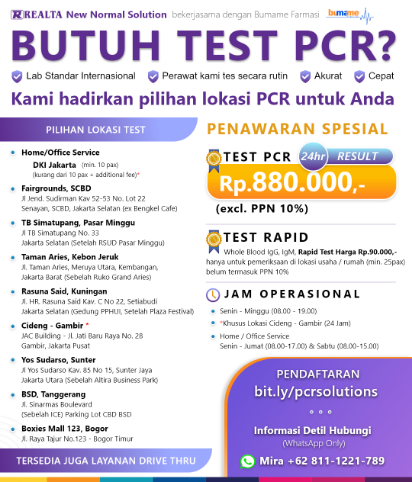 REALTA New Normal Solution bekerjasama dengan Bumame Farmasi bumame
BUTUH TEST PCR?
Lab Standar Internasional Perawat kami tes secara rutin Akurat Cepat
Kami hadirkan pilihan lokasi PCR untuk Anda
PILIHAN LOKASI TEST
Home/Office Service
DKI Jakarta (min. 10 pax)
(kurang dari 10 pax = additional fee)*
Fairgrounds, SCBD
Jl Jend. Sudirman Kav 52-53 No. Lot 22
Senayan, SCBD, Jakarta Selatan (ex Bengkel Cafe)
TB Simatupang, Pasar Minggu
Jl TB Simatupang No. 33
Jakarta Selatan (Setelah RSUD Pasar Minggu)
Taman Aries, Kebon Jeruk
Jl. Taman Aries, Meruya Utara, Kembangan,
Jakarta Barat (Sebelah Ruko Grand Aries)
Rasuna Said, Kuningan
Jl. HR. Rasuna Said Kav. C No 22, Setiabudi
Jakarta Selatan (Gedung PPHUI, Setelah Plaza Festival)
Cideng - Gambir *
JAC Building - Jl. Jati Baru Raya No. 28
Gambir, Jakarta Pusat
Yos Sudarso, Sunter
Jl Yos Sudarso Kav. 85 No 15, Sunter Jaya
Jakarta Utara (Sebelah Altira Business Park)
BSD, Tanggerang
Jl. Sinarmas Boulevard
(Sebelah ICE) Parking Lot CBD BSD
Boxies Mall 123, Bogor
Jl. Raya Tajur No.123 - Bogor Timur
TERSEDIA JUGA LAYANAN DRIVE THRU
PENAWARAN SPESIAL
TEST PCR 24hr RESULT
Rp.880.000,-
(excl. PPN 10%)
TEST RAPID
Whole Blood IgG, IgM, Rapid Test Harga Rp.90.000,-
hanya untuk pemeriksaan di lokasi usaha / rumah (min. 25pax)
belum termasuk PPN 10%
JAM OPERASIONAL
Senin - Minggu (08.00 - 19.00)
*Khusus Lokasi Cideng - Gambir (24 Jam)
Home / Office Service
Senin - Jumat (08.00-17.00) & Sabtu (08.00-15.00)
PENDAFTARAN
bit.ly/pcrsolutions
Informasi Detil Hubungi
(WhatsApp Only)
Mira +62 811-1221-789